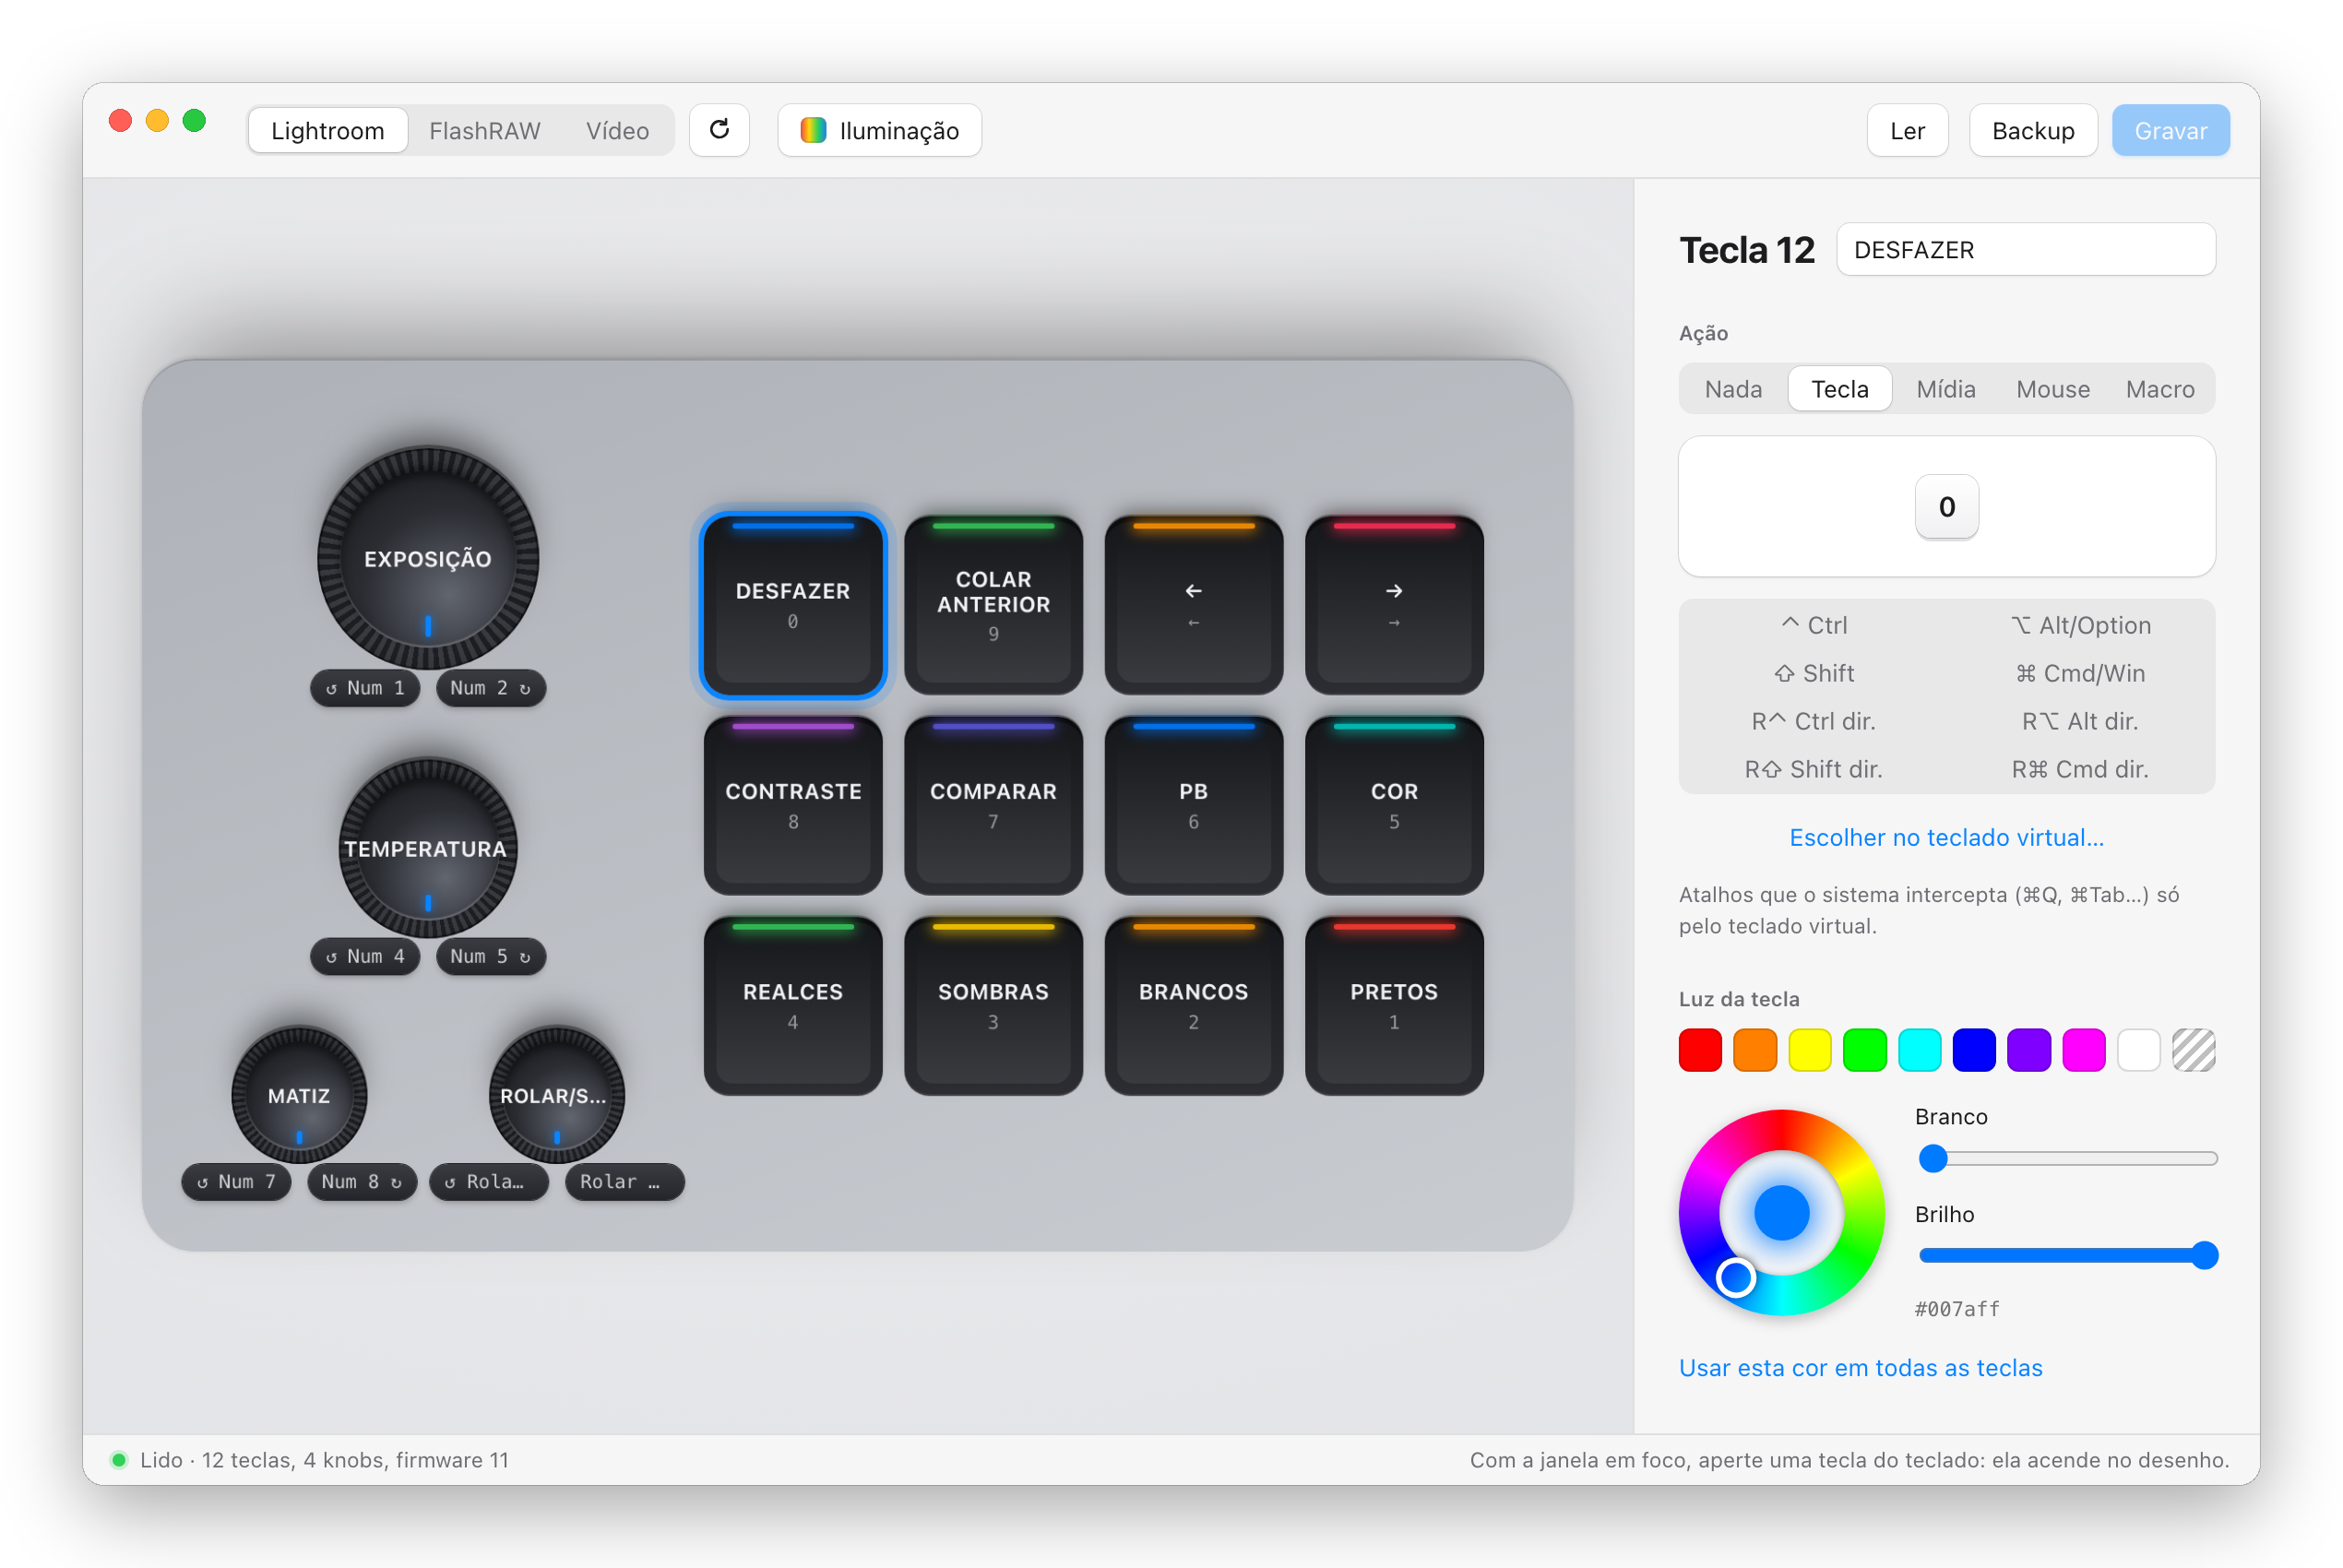 Lightroom FlashRAW Vídeo Iluminação Ler Backup Gravar
EXPOSIÇÃO
↺ Num 1 Num 2 ↻
TEMPERATURA
↺ Num 4 Num 5 ↻
MATIZ ROLAR/S...
↺ Num 7 Num 8 ↻ ↺ Rola… Rolar …
DESFAZER
0
COLAR
ANTERIOR
9
←
←
→
→
CONTRASTE
8
COMPARAR
7
PB
6
COR
5
REALCES
4
SOMBRAS
3
BRANCOS
2
PRETOS
1
Tecla 12 DESFAZER
Ação
Nada Tecla Mídia Mouse Macro
0
^ Ctrl ⌥ Alt/Option
⇧ Shift ⌘ Cmd/Win
R^ Ctrl dir. R⌥ Alt dir.
R⇧ Shift dir. R⌘ Cmd dir.
Escolher no teclado virtual...
Atalhos que o sistema intercepta (⌘Q, ⌘Tab...) só
pelo teclado virtual.
Luz da tecla
Branco
Brilho
#007aff
Usar esta cor em todas as teclas
Lido · 12 teclas, 4 knobs, firmware 11
Com a janela em foco, aperte uma tecla do teclado: ela acende no desenho.